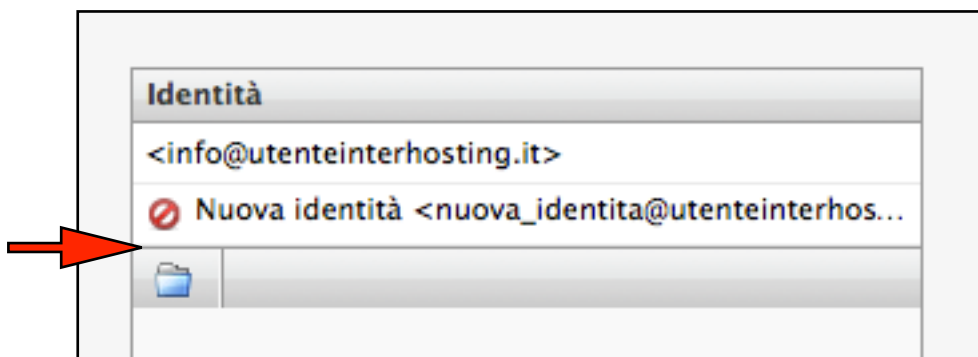 Identità
<info@utenteinterhosting.it>
Nuova identità <nuova_identita@utenteinterhos...